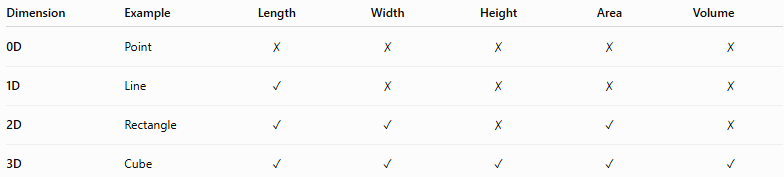 Dimension Example Length Width Height Area Volume
0D Point ✗ ✗ ✗ ✗ ✗
1D Line ✓ ✗ ✗ ✗ ✗
2D Rectangle ✓ ✓ ✗ ✓ ✗
3D Cube ✓ ✓ ✓ ✓ ✓